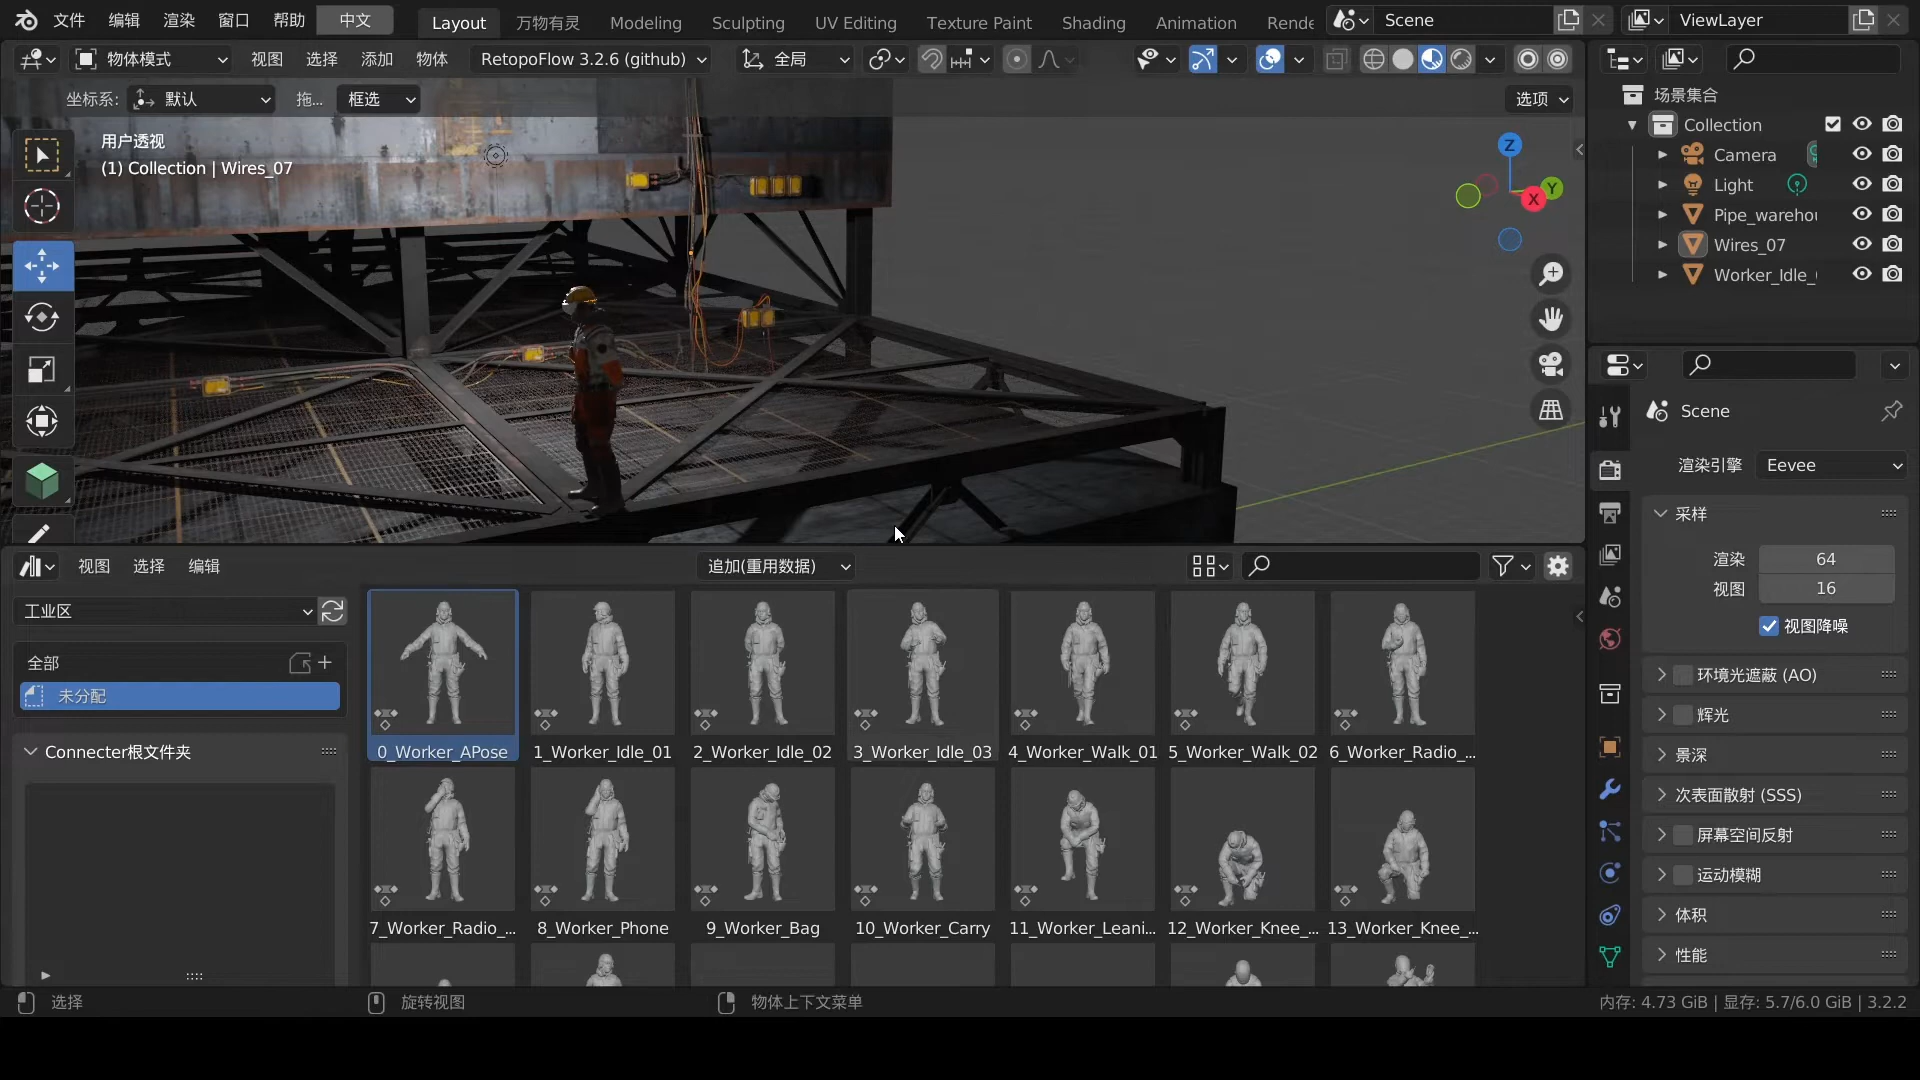 文件 编辑 渲染 窗口 帮助 中文 Layout 万物有灵 Modeling Sculpting UV Editing Texture Paint Shading Animation Rende Scene ViewLayer
物体模式 视图 选择 添加 物体 RetopoFlow 3.2.6 (github) 全局
坐标系: 默认 拖... 框选 选项
用户透视
(1) Collection | Wires_07
Z
Y
X
场景集合
Collection
Camera
Light
Pipe_wareho
Wires_07
Worker_Idle_
Scene
渲染引擎 Eevee
采样
渲染 64
视图 16
视图降噪
环境光遮蔽 (AO)
辉光
景深
次表面散射 (SSS)
屏幕空间反射
运动模糊
体积
性能
视图 选择 编辑 追加(重用数据)
工业区
全部
未分配
Connecter根文件夹
0_Worker_APose 1_Worker_Idle_01 2_Worker_Idle_02 3_Worker_Idle_03 4_Worker_Walk_01 5_Worker_Walk_02 6_Worker_Radio_...
7_Worker_Radio_... 8_Worker_Phone 9_Worker_Bag 10_Worker_Carry 11_Worker_Leani... 12_Worker_Knee_... 13_Worker_Knee_...
选择 旋转视图 物体上下文菜单 内存: 4.73 GiB | 显存: 5.7/6.0 GiB | 3.2.2